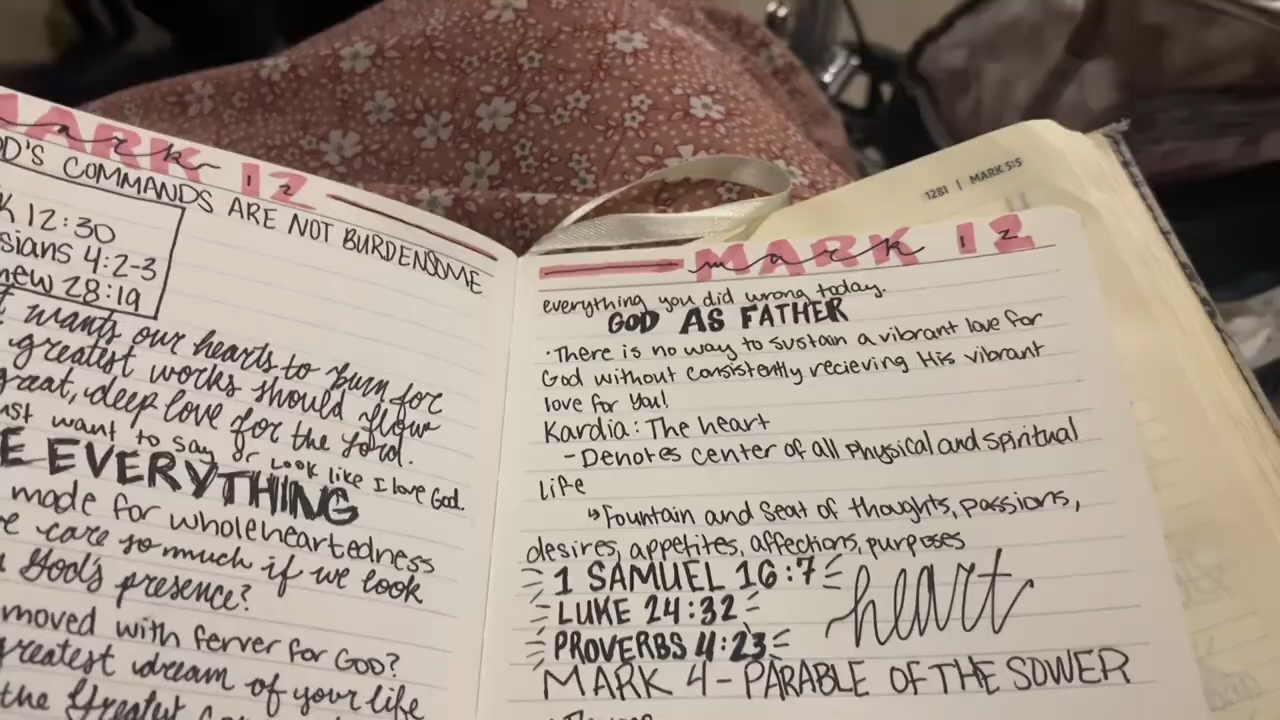 MARK 12
mark
GOD'S COMMANDS ARE NOT BURDENSOME
12:30
4:2-3
28:19
wants our hearts to burn for
greatest works should flow
great, deep love for the Lord.
want to say or look like I love God.
EVERYTHING
made for wholeheartedness
care so much if we look
God's presence?
moved with ferver for God?
greatest dream of your life
the Greatest
1281 | MARK 5:5
MARK 12
mark 12
everything you did wrong today.
GOD AS FATHER
·There is no way to sustain a vibrant love for
God without consistently recieving His vibrant
love for you!
Kardia: The heart
-Denotes center of all physical and spiritual
life
↳Fountain and seat of thoughts, passions,
desires, appetites, affections, purposes
1 SAMUEL 16:7
LUKE 24:32
PROVERBS 4:23
heart
MARK 4 - PARABLE OF THE SOWER